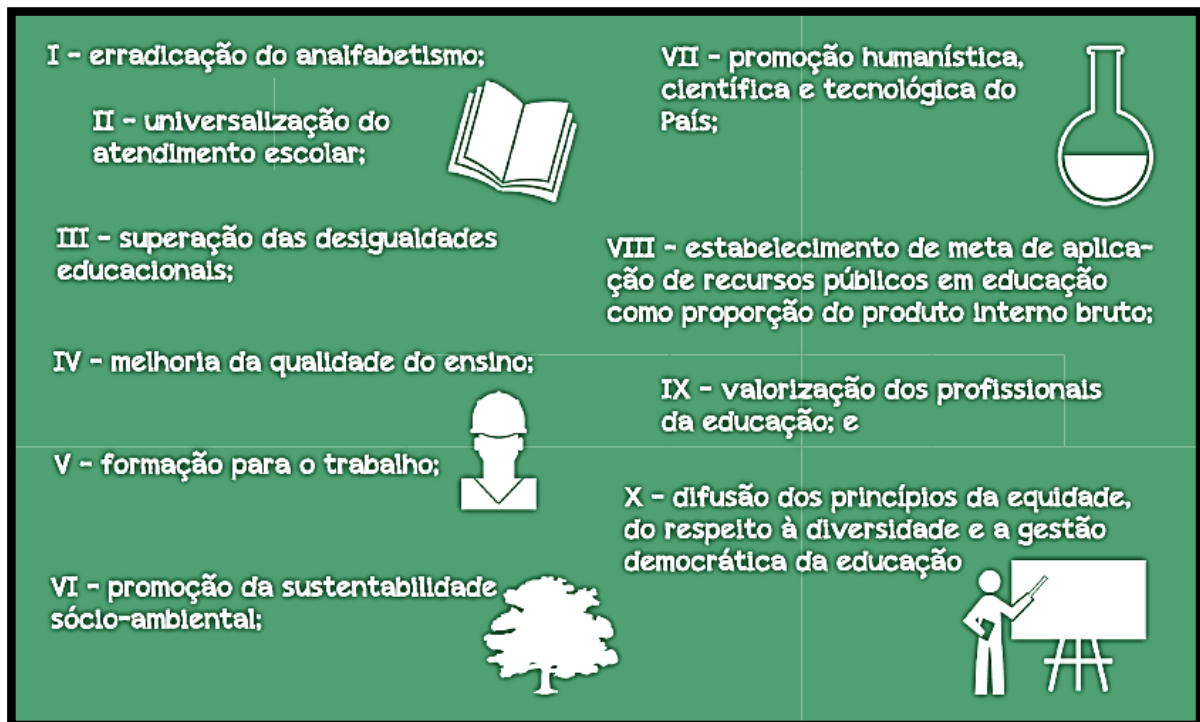 I - erradicação do analfabetismo;
II - universalização do
atendimento escolar;
III - superação das desigualdades
educacionais;
IV - melhoria da qualidade do ensino;
V - formação para o trabalho;
VI - promoção da sustentabilidade
sócio-ambiental;
VII - promoção humanística,
científica e tecnológica do
País;
VIII - estabelecimento de meta de aplica-
ção de recursos públicos em educação
como proporção do produto interno bruto;
IX - valorização dos profissionais
da educação; e
X - difusão dos princípios da equidade,
do respeito à diversidade e a gestão
democrática da educação